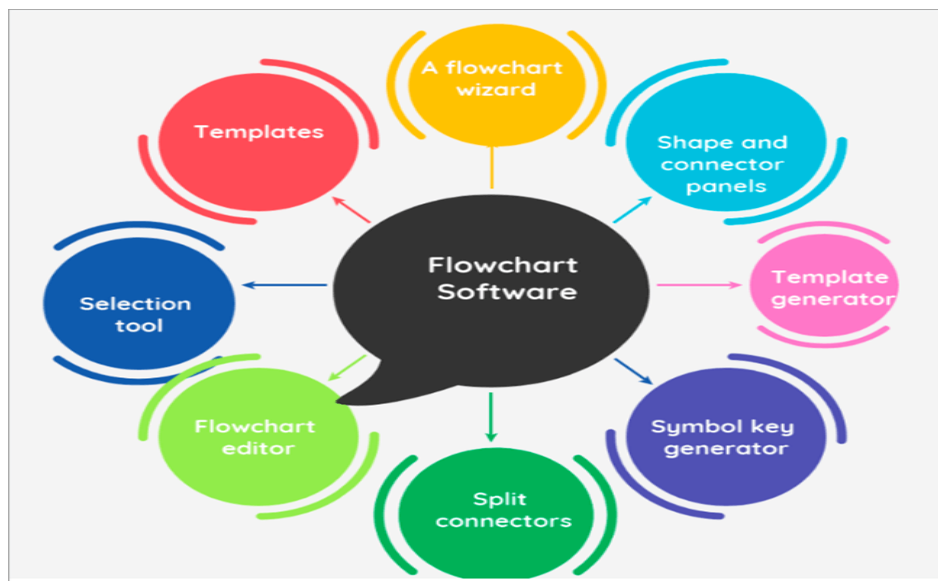 A flowchart
wizard
Templates
Shape and
connector
panels
Flowchart
Software
Template
generator
Selection
tool
Flowchart
editor
Symbol key
generator
Split
connectors